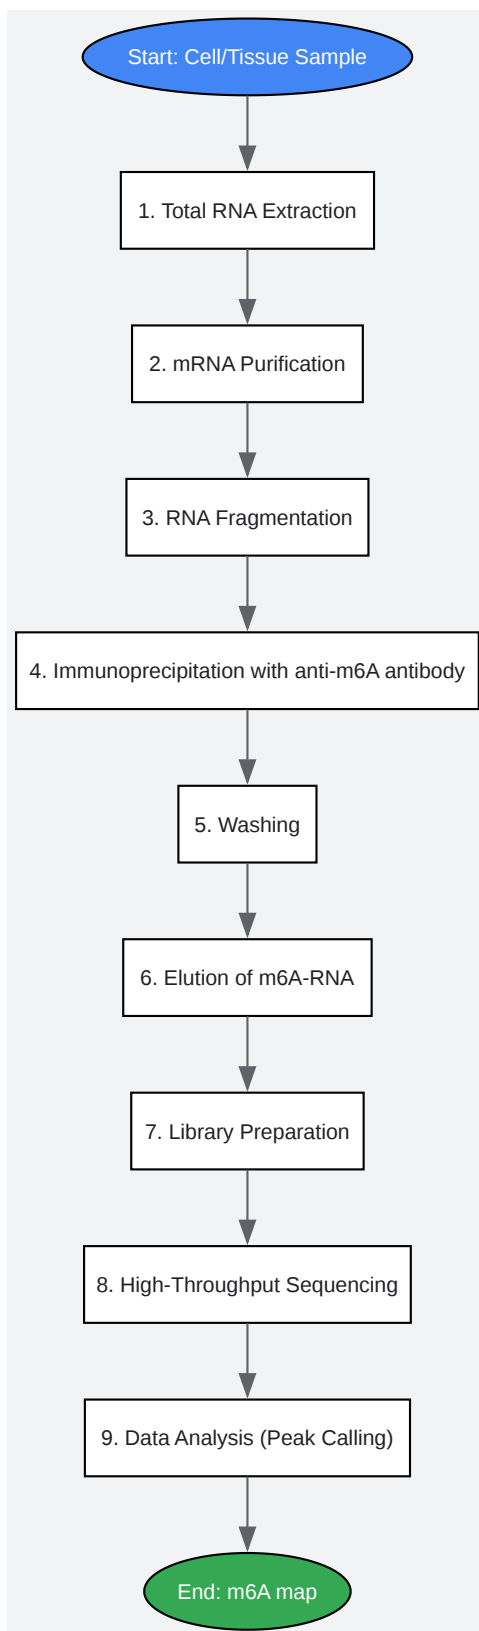 Start: Cell/Tissue Sample
1. Total RNA Extraction
2. mRNA Purification
3. RNA Fragmentation
4. Immunoprecipitation with anti-m6A antibody
5. Washing
6. Elution of m6A-RNA
7. Library Preparation
8. High-Throughput Sequencing
9. Data Analysis (Peak Calling)
End: m6A map